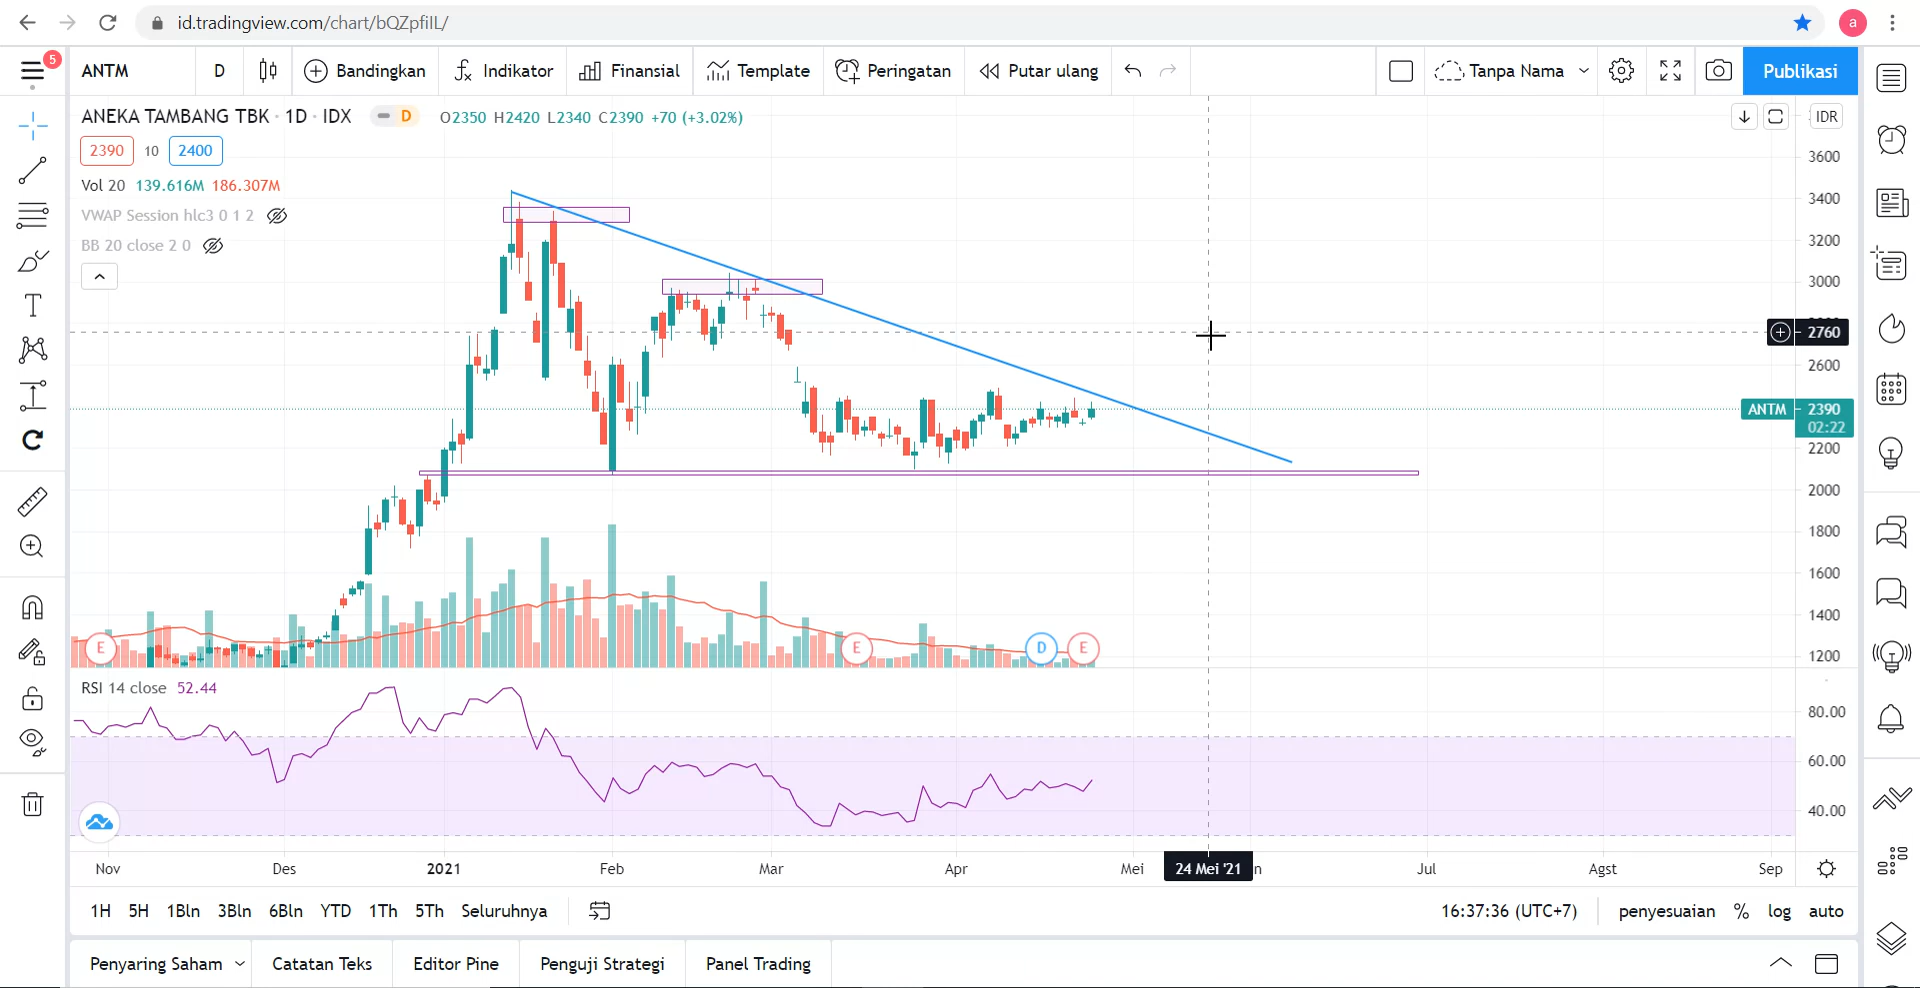 id.tradingview.com/chart/bQZpfiIL/
a
5
ANTM
D
Bandingkan
Indikator
Finansial
Template
Peringatan
Putar ulang
Tanpa Nama
Publikasi
ANEKA TAMBANG TBK · 1D · IDX
D
O2350 H2420 L2340 C2390 +70 (+3.02%)
IDR
2390 10 2400
Vol 20 139.616M 186.307M
VWAP Session hlc3 0 1 2
BB 20 close 2 0
3600
3400
3200
3000
2760
2600
ANTM 2390
02:22
2200
2000
1800
1600
1400
1200
E E D E
RSI 14 close 52.44
80.00
60.00
40.00
Nov Des 2021 Feb Mar Apr Mei 24 Mei '21 n Jul Agst Sep
1H 5H 1Bln 3Bln 6Bln YTD 1Th 5Th Seluruhnya
16:37:36 (UTC+7) penyesuaian % log auto
Penyaring Saham Catatan Teks Editor Pine Penguji Strategi Panel Trading